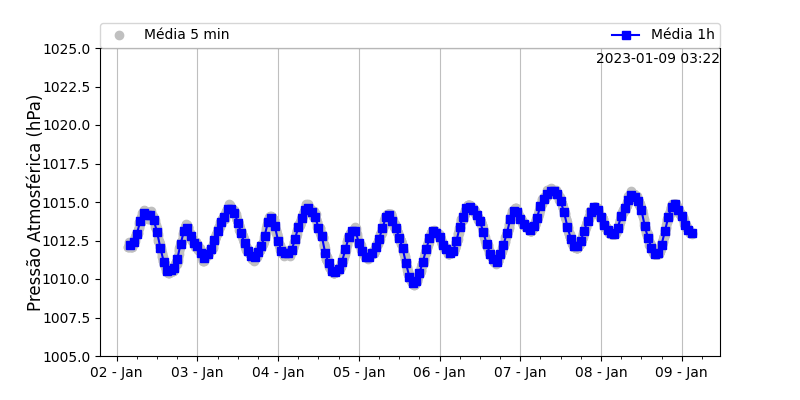 Média 5 min
Média 1h
2023-01-09 03:22
Pressão Atmosférica (hPa)
1025.0
1022.5
1020.0
1017.5
1015.0
1012.5
1010.0
1007.5
1005.0
02 - Jan
03 - Jan
04 - Jan
05 - Jan
06 - Jan
07 - Jan
08 - Jan
09 - Jan